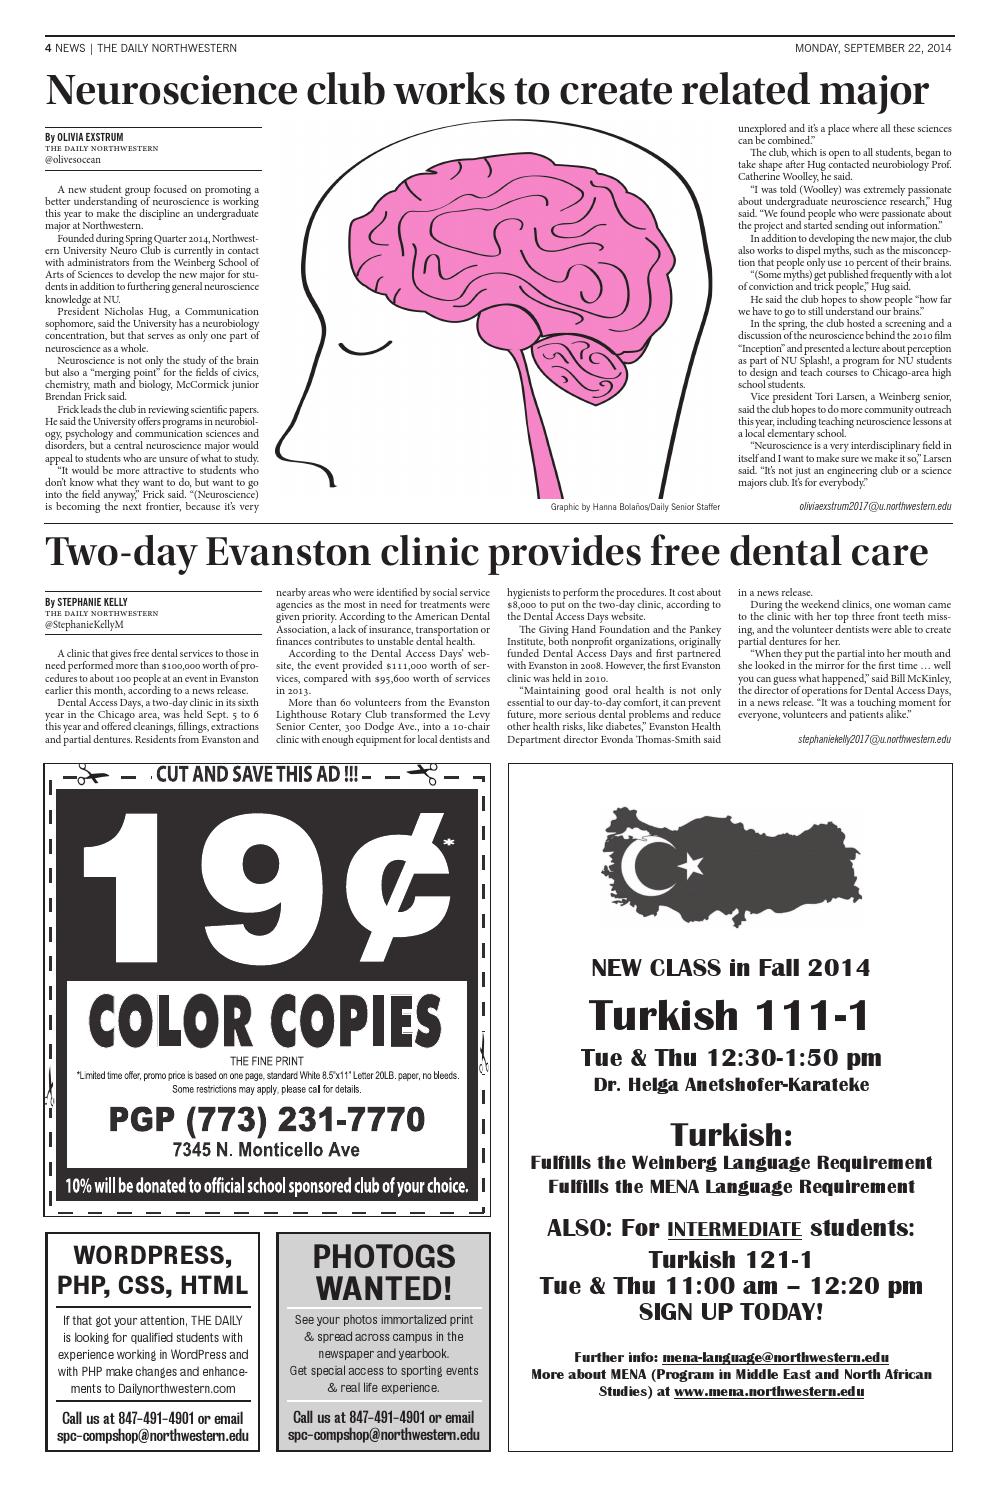 4 NEWS | THE DAILY NORTHWESTERN
MONDAY, SEPTEMBER 22, 2014
Neuroscience club works to create related major
By OLIVIA EXSTRUM
THE DAILY NORTHWESTERN
@olivesocean
A new student group focused on promoting a
better understanding of neuroscience is working
this year to make the discipline an undergraduate
major at Northwestern.
Founded during Spring Quarter 2014, Northwest-
ern University Neuro Club is currently in contact
with administrators from the Weinberg School of
Arts of Sciences to develop the new major for stu-
dents in addition to furthering general neuroscience
knowledge at NU.
President Nicholas Hug, a Communication
sophomore, said the University has a neurobiology
concentration, but that serves as only one part of
neuroscience as a whole.
Neuroscience is not only the study of the brain
but also a “merging point” for the fields of civics,
chemistry, math and biology, McCormick junior
Brendan Frick said.
Frick leads the club in reviewing scientific papers.
He said the University offers programs in neurobiol-
ogy, psychology and communication sciences and
disorders, but a central neuroscience major would
appeal to students who are unsure of what to study.
“It would be more attractive to students who
don’t know what they want to do, but want to go
into the field anyway,” Frick said. “(Neuroscience)
is becoming the next frontier, because it’s very
Graphic by Hanna Bolaños/Daily Senior Staffer
unexplored and it’s a place where all these sciences
can be combined.”
The club, which is open to all students, began to
take shape after Hug contacted neurobiology Prof.
Catherine Woolley, he said.
“I was told (Woolley) was extremely passionate
about undergraduate neuroscience research,” Hug
said. “We found people who were passionate about
the project and started sending out information.”
In addition to developing the new major, the club
also works to dispel myths, such as the misconcep-
tion that people only use 10 percent of their brains.
“(Some myths) get published frequently with a lot
of conviction and trick people,” Hug said.
He said the club hopes to show people “how far
we have to go to still understand our brains.”
In the spring, the club hosted a screening and a
discussion of the neuroscience behind the 2010 film
“Inception” and presented a lecture about perception
as part of NU Splash!, a program for NU students
to design and teach courses to Chicago-area high
school students.
Vice president Tori Larsen, a Weinberg senior,
said the club hopes to do more community outreach
this year, including teaching neuroscience lessons at
a local elementary school.
“Neuroscience is a very interdisciplinary field in
itself and I want to make sure we make it so,” Larsen
said. “It’s not just an engineering club or a science
majors club. It’s for everybody.”
oliviaexstrum2017@u.northwestern.edu
Two-day Evanston clinic provides free dental care
By STEPHANIE KELLY
THE DAILY NORTHWESTERN
@StephanieKellyM
A clinic that gives free dental services to those in
need performed more than $100,000 worth of pro-
cedures to about 100 people at an event in Evanston
earlier this month, according to a news release.
Dental Access Days, a two-day clinic in its sixth
year in the Chicago area, was held Sept. 5 to 6
this year and offered cleanings, fillings, extractions
and partial dentures. Residents from Evanston and
nearby areas who were identified by social service
agencies as the most in need for treatments were
given priority. According to the American Dental
Association, a lack of insurance, transportation or
finances contributes to unstable dental health.
According to the Dental Access Days’ web-
site, the event provided $111,000 worth of ser-
vices, compared with $95,600 worth of services
in 2013.
More than 60 volunteers from the Evanston
Lighthouse Rotary Club transformed the Levy
Senior Center, 300 Dodge Ave., into a 10-chair
clinic with enough equipment for local dentists and
hygienists to perform the procedures. It cost about
$8,000 to put on the two-day clinic, according to
the Dental Access Days website.
The Giving Hand Foundation and the Pankey
Institute, both nonprofit organizations, originally
funded Dental Access Days and first partnered
with Evanston in 2008. However, the first Evanston
clinic was held in 2010.
“Maintaining good oral health is not only
essential to our day-to-day comfort, it can prevent
future, more serious dental problems and reduce
other health risks, like diabetes,” Evanston Health
Department director Evonda Thomas-Smith said
in a news release.
During the weekend clinics, one woman came
to the clinic with her top three front teeth miss-
ing, and the volunteer dentists were able to create
partial dentures for her.
“When they put the partial into her mouth and
she looked in the mirror for the first time … well
you can guess what happened,” said Bill McKinley,
the director of operations for Dental Access Days,
in a news release. “It was a touching moment for
everyone, volunteers and patients alike.”
stephaniekelly2017@u.northwestern.edu
CUT AND SAVE THIS AD !!!
19¢*
COLOR COPIES
THE FINE PRINT
*Limited time offer, promo price is based on one page, standard White 8.5"x11" Letter 20LB. paper, no bleeds.
Some restrictions may apply, please call for details.
PGP (773) 231-7770
7345 N. Monticello Ave
10% will be donated to official school sponsored club of your choice.
WORDPRESS,
PHP, CSS, HTML
If that got your attention, THE DAILY
is looking for qualified students with
experience working in WordPress and
with PHP make changes and enhance-
ments to Dailynorthwestern.com
Call us at 847-491-4901 or email
spc-compshop@northwestern.edu
PHOTOGS
WANTED!
See your photos immortalized print
& spread across campus in the
newspaper and yearbook.
Get special access to sporting events
& real life experience.
Call us at 847-491-4901 or email
spc-compshop@northwestern.edu
NEW CLASS in Fall 2014
Turkish 111-1
Tue & Thu 12:30-1:50 pm
Dr. Helga Anetshofer-Karateke
Turkish:
Fulfills the Weinberg Language Requirement
Fulfills the MENA Language Requirement
ALSO: For INTERMEDIATE students:
Turkish 121-1
Tue & Thu 11:00 am – 12:20 pm
SIGN UP TODAY!
Further info: mena-language@northwestern.edu
More about MENA (Program in Middle East and North African
Studies) at www.mena.northwestern.edu